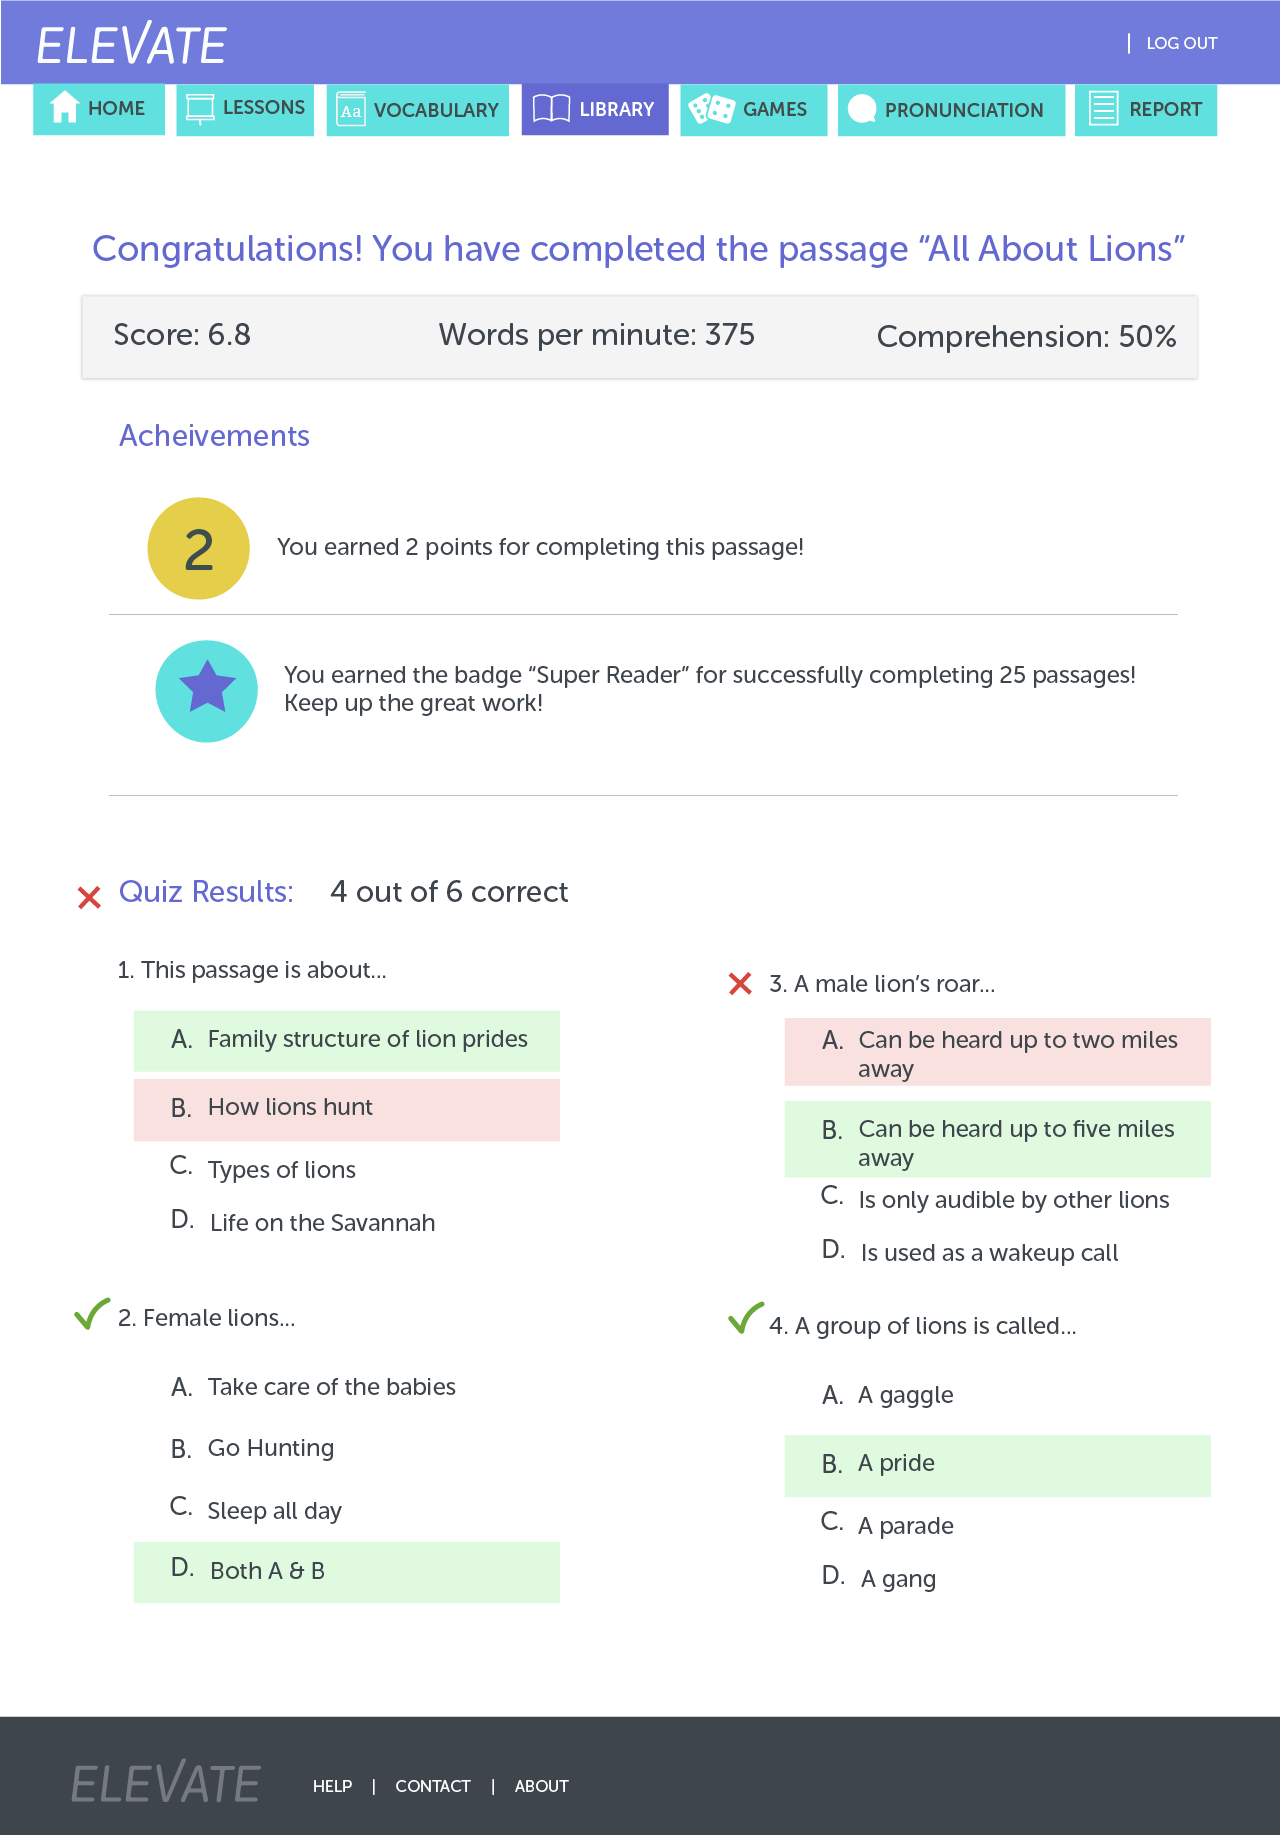 ELEVATE
LOG OUT
HOME
LESSONS
Aa VOCABULARY
LIBRARY
GAMES
PRONUNCIATION
REPORT
Congratulations! You have completed the passage “All About Lions”
Score: 6.8
Words per minute: 375
Comprehension: 50%
Acheivements
2
You earned 2 points for completing this passage!
You earned the badge “Super Reader” for successfully completing 25 passages!
Keep up the great work!
Quiz Results: 4 out of 6 correct
1. This passage is about...
A. Family structure of lion prides
B. How lions hunt
C. Types of lions
D. Life on the Savannah
2. Female lions...
A. Take care of the babies
B. Go Hunting
C. Sleep all day
D. Both A & B
3. A male lion’s roar...
A. Can be heard up to two miles
away
B. Can be heard up to five miles
away
C. Is only audible by other lions
D. Is used as a wakeup call
4. A group of lions is called...
A. A gaggle
B. A pride
C. A parade
D. A gang
ELEVATE
HELP | CONTACT | ABOUT